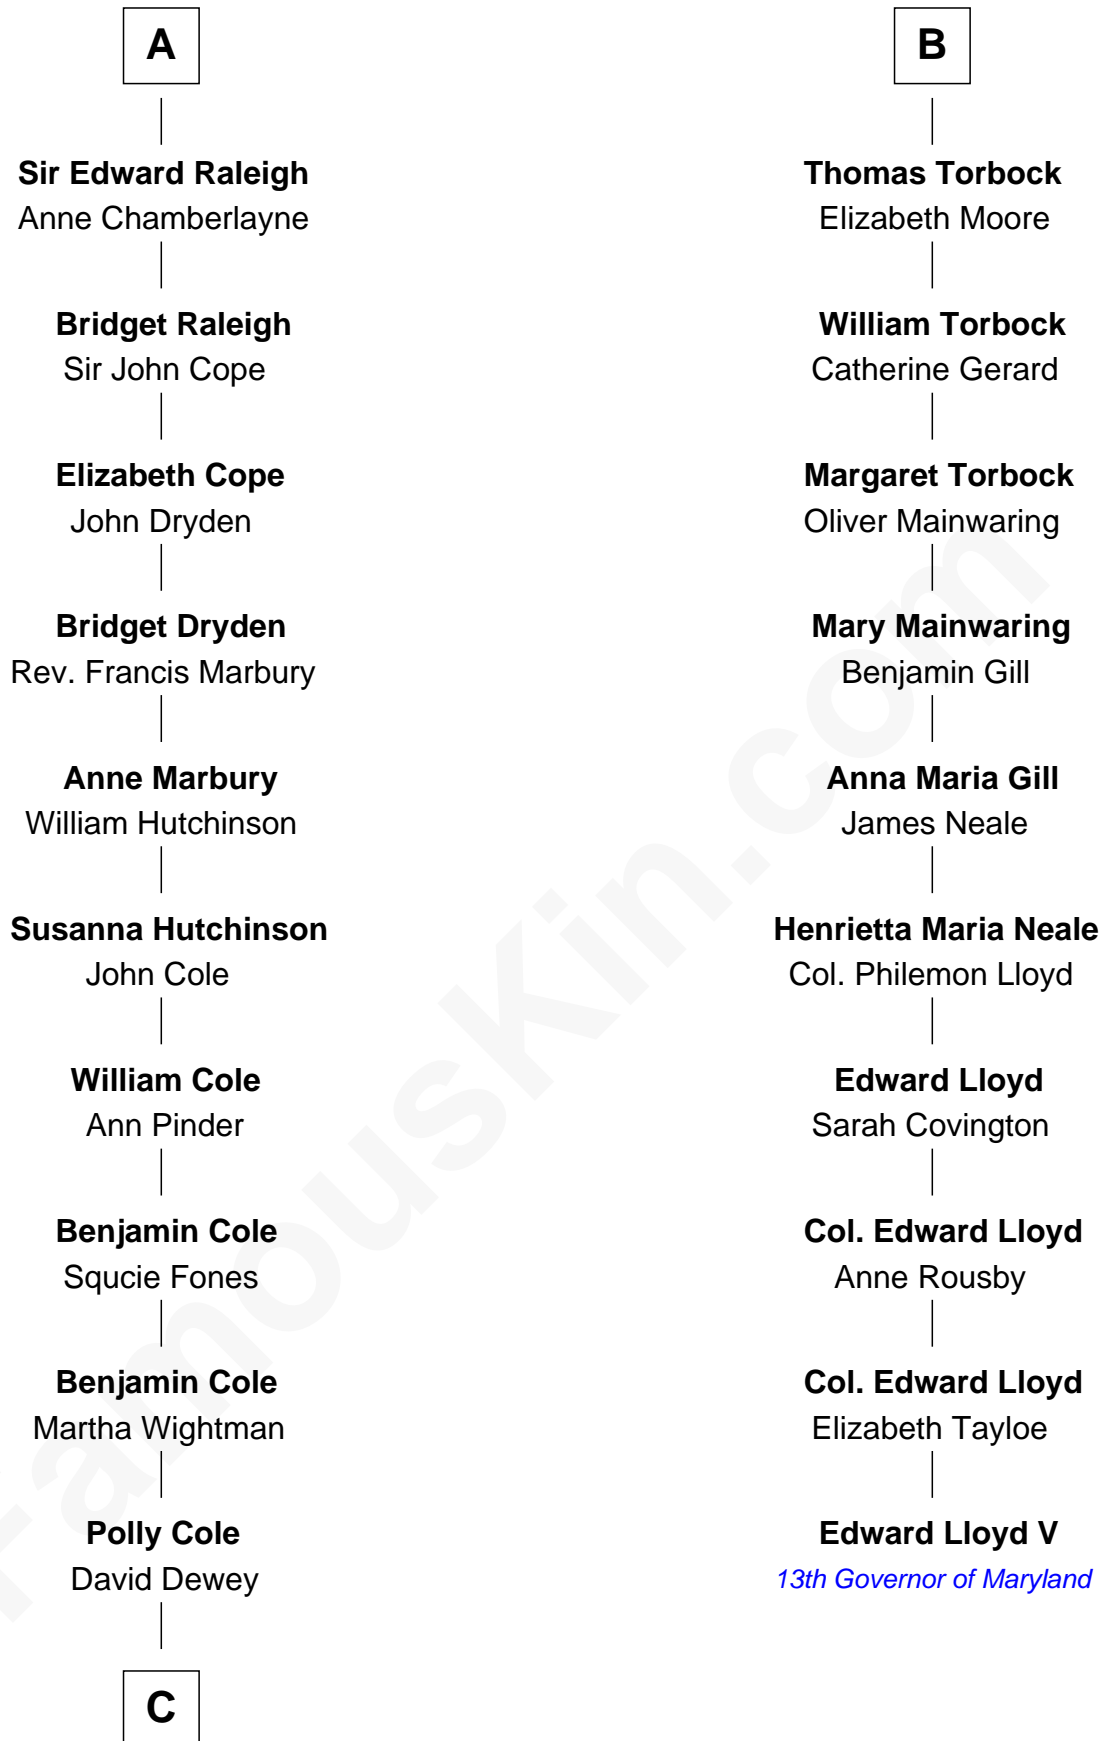 A
Sir Edward Raleigh
Anne Chamberlayne
Bridget Raleigh
Sir John Cope
Elizabeth Cope
John Dryden
Bridget Dryden
Rev. Francis Marbury
Anne Marbury
William Hutchinson
Susanna Hutchinson
John Cole
William Cole
Ann Pinder
Benjamin Cole
Squcie Fones
Benjamin Cole
Martha Wightman
Polly Cole
David Dewey
C
B
Thomas Torbock
Elizabeth Moore
William Torbock
Catherine Gerard
Margaret Torbock
Oliver Mainwaring
Mary Mainwaring
Benjamin Gill
Anna Maria Gill
James Neale
Henrietta Maria Neale
Col. Philemon Lloyd
Edward Lloyd
Sarah Covington
Col. Edward Lloyd
Anne Rousby
Col. Edward Lloyd
Elizabeth Tayloe
Edward Lloyd V
13th Governor of Maryland
FamousKin.com